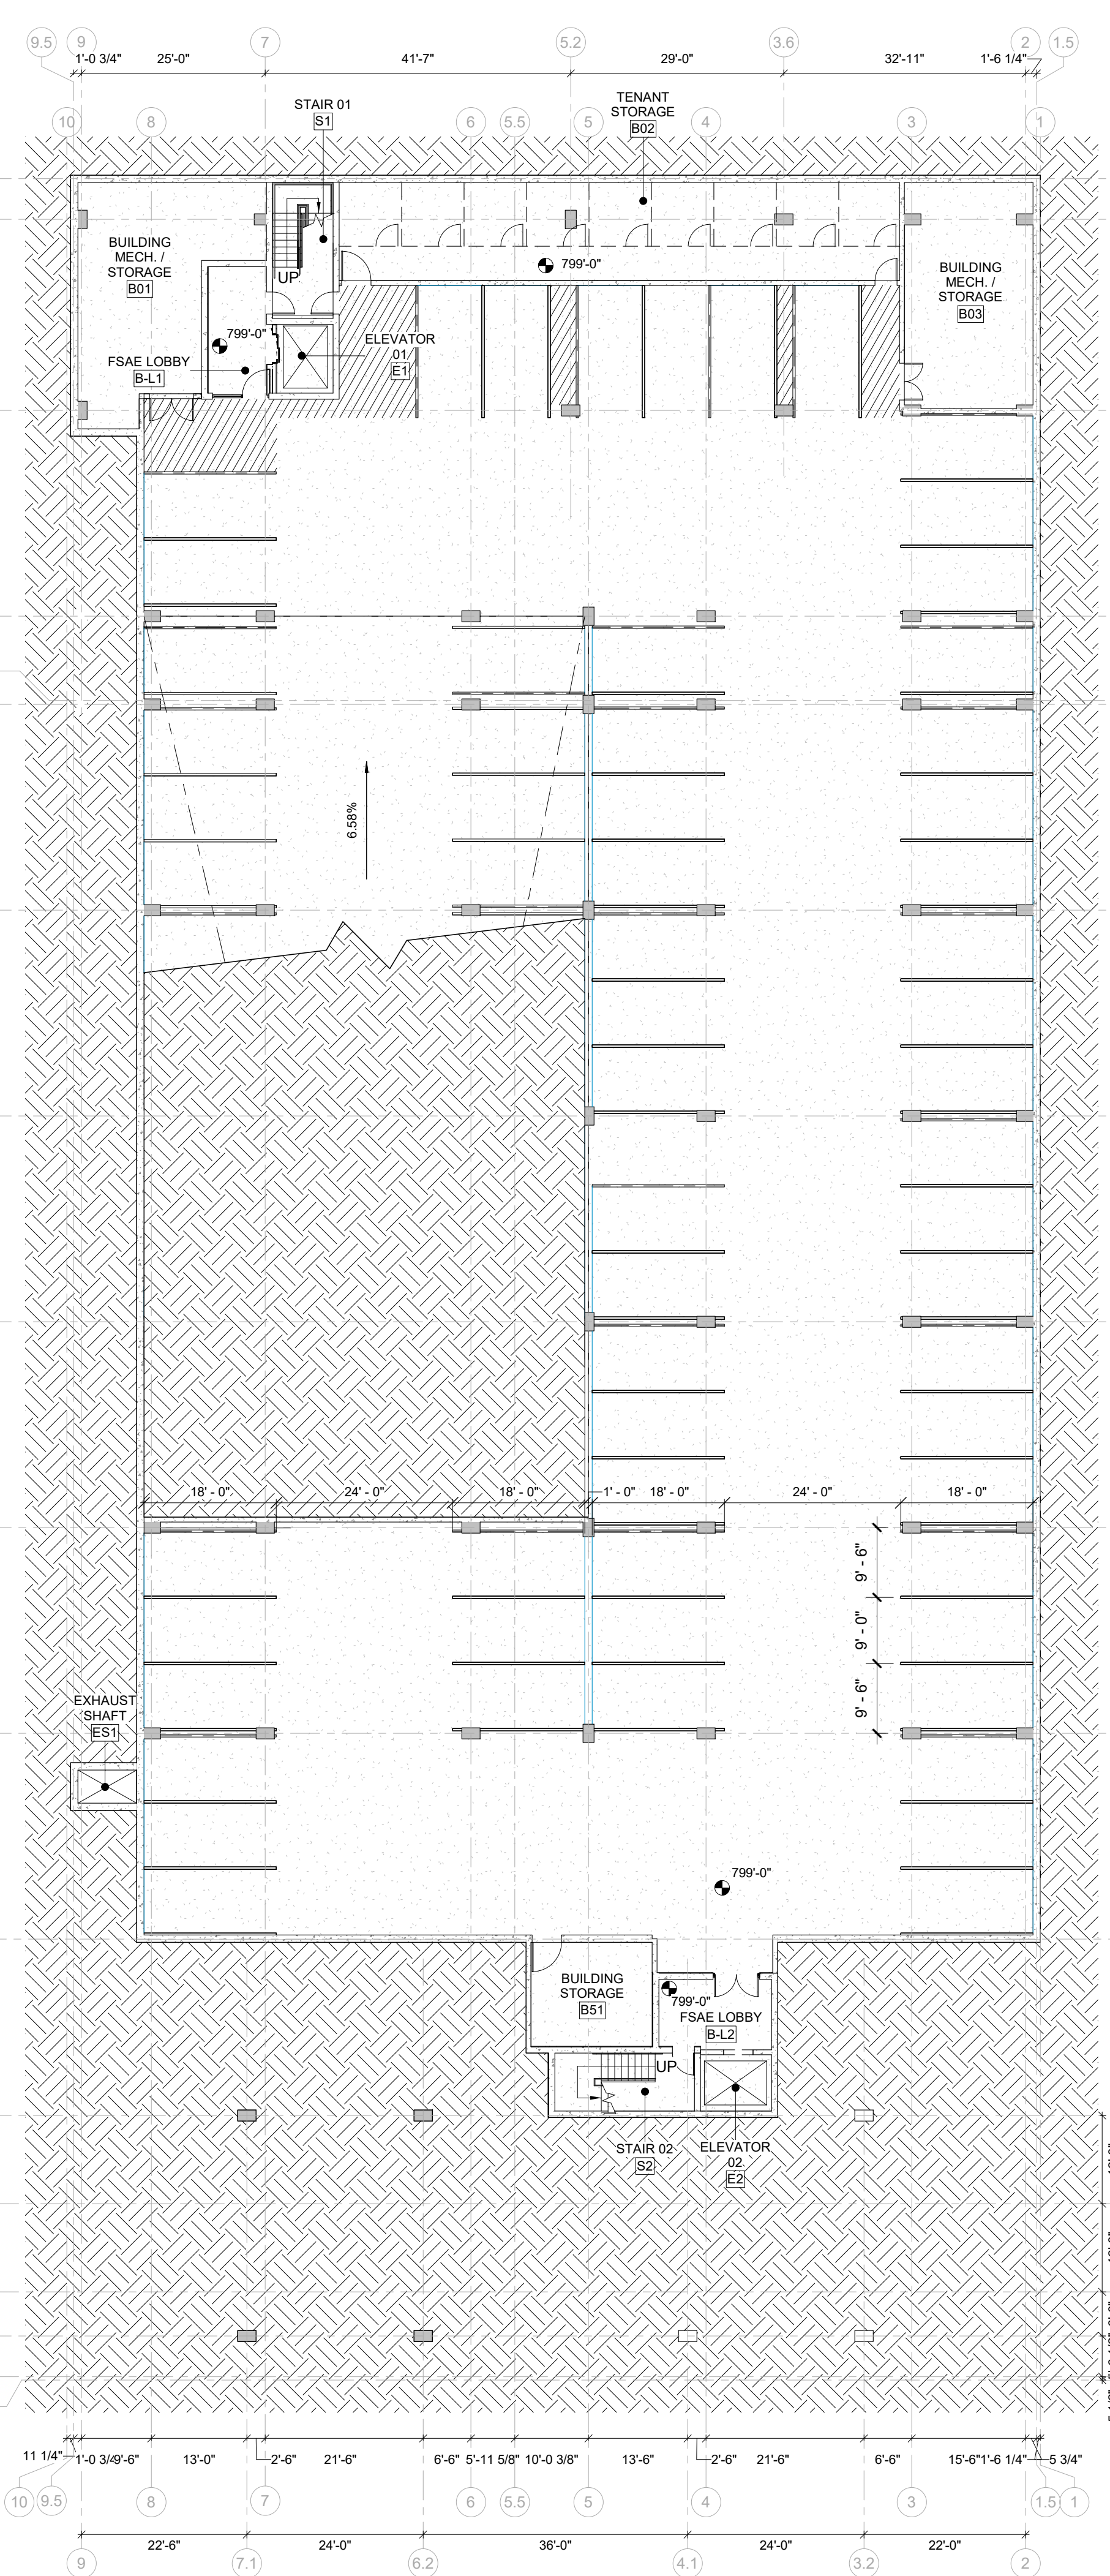 9.5 9 7 5.2 3.6 2 1.5
1'-0 3/4" 25'-0" 41'-7" 29'-0" 32'-11" 1'-6 1/4"
10 8 6 5.5 5 4 3 1
STAIR 01
S1
TENANT
STORAGE
B02
BUILDING
MECH. /
STORAGE
B01
UP
799'-0"
BUILDING
MECH. /
STORAGE
B03
799'-0"
FSAE LOBBY
B-L1
ELEVATOR
01
E1
6.58%
18' - 0" 24' - 0" 18' - 0" 1' - 0" 18' - 0" 24' - 0" 18' - 0"
9' - 6"
9' - 0"
9' - 6"
EXHAUST
SHAFT
ES1
799'-0"
BUILDING
STORAGE
B51
799'-0"
FSAE LOBBY
B-L2
UP
STAIR 02
S2
ELEVATOR
02
E2
11 1/4" 1'-0 3/4" 9'-6" 13'-0" 2'-6" 21'-6" 6'-6" 5'-11 5/8" 10'-0 3/8" 13'-6" 2'-6" 21'-6" 6'-6" 15'-6" 1'-6 1/4" 5 3/4"
10 9.5 8 7 6 5.5 5 4 3 1.5 1
22'-6" 24'-0" 36'-0" 24'-0" 22'-0"
9 7.1 6.2 4.1 3.2 2